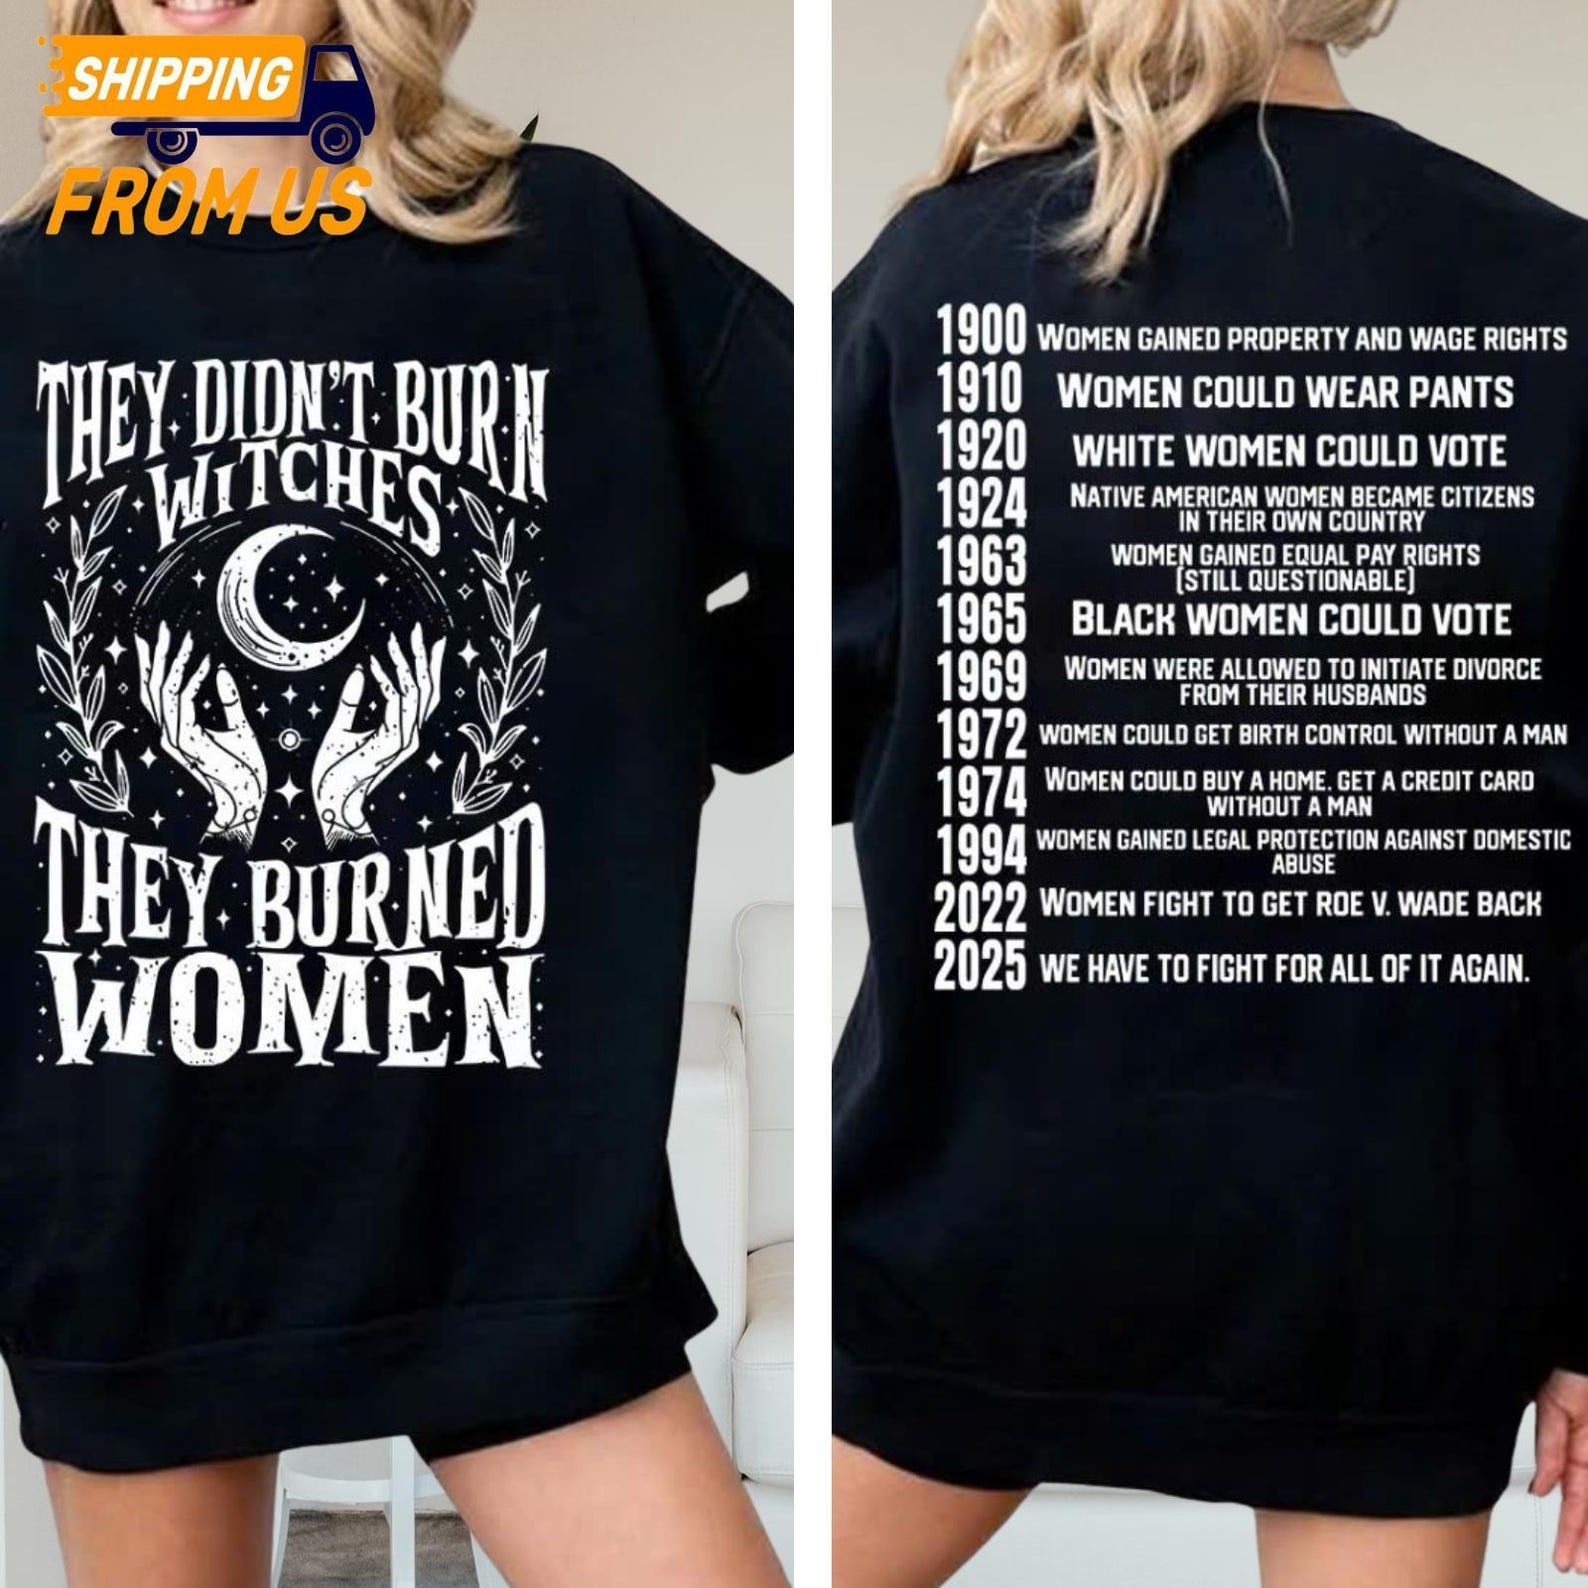 SHIPPING
FROM US
THEY DIDN'T BURN
WITCHES
THEY BURNED
WOMEN
1900 WOMEN GAINED PROPERTY AND WAGE RIGHTS
1910 WOMEN COULD WEAR PANTS
1920 WHITE WOMEN COULD VOTE
1924 NATIVE AMERICAN WOMEN BECAME CITIZENS
IN THEIR OWN COUNTRY
1963 WOMEN GAINED EQUAL PAY RIGHTS
(STILL QUESTIONABLE)
1965 BLACK WOMEN COULD VOTE
1969 WOMEN WERE ALLOWED TO INITIATE DIVORCE
FROM THEIR HUSBANDS
1972 WOMEN COULD GET BIRTH CONTROL WITHOUT A MAN
1974 WOMEN COULD BUY A HOME. GET A CREDIT CARD
WITHOUT A MAN
1994 WOMEN GAINED LEGAL PROTECTION AGAINST DOMESTIC
ABUSE
2022 WOMEN FIGHT TO GET ROE V. WADE BACK
2025 WE HAVE TO FIGHT FOR ALL OF IT AGAIN.